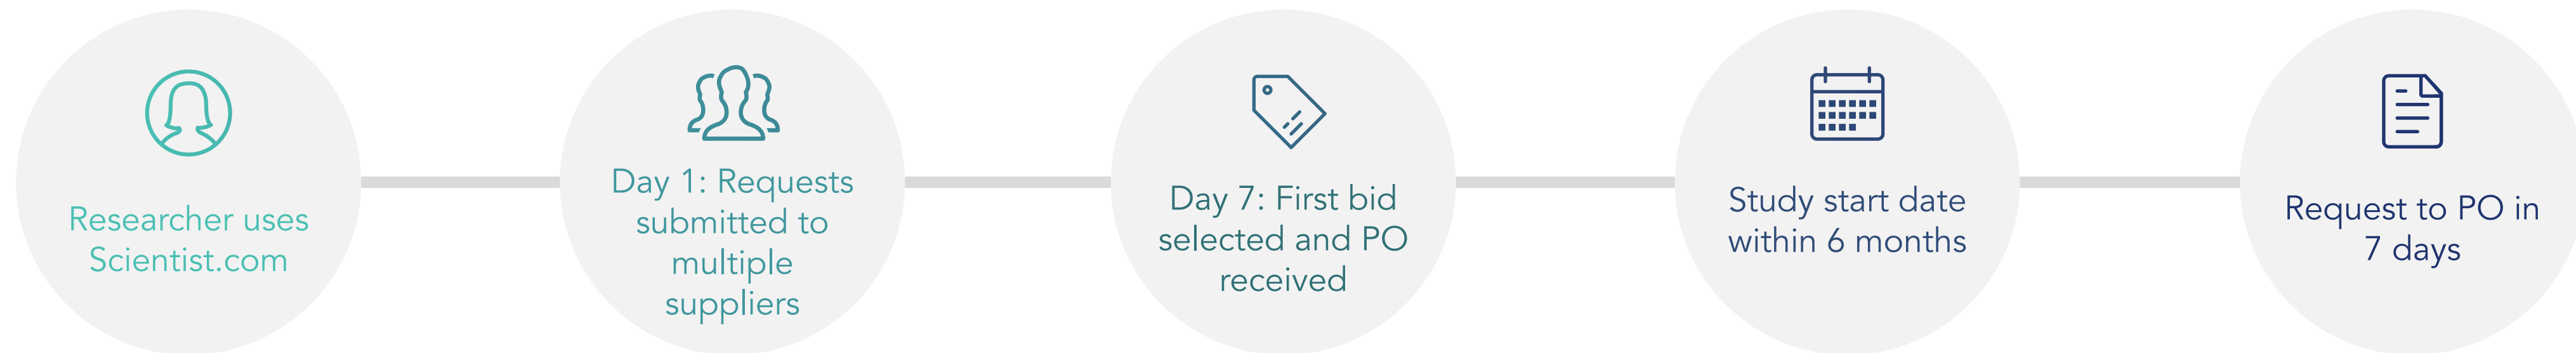 Researcher uses
Scientist.com
Day 1: Requests
submitted to
multiple
suppliers
Day 7: First bid
selected and PO
received
Study start date
within 6 months
Request to PO in
7 days